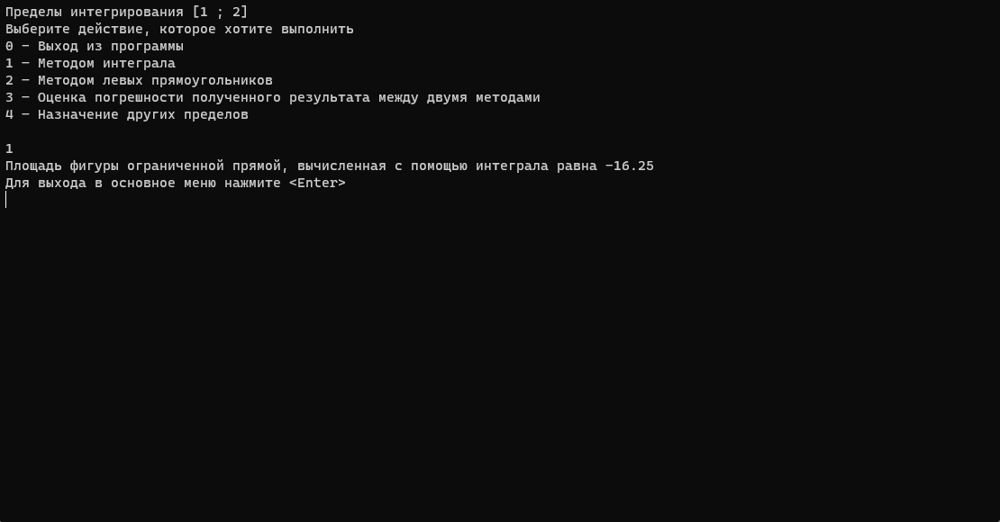 Пределы интегрирования [1 ; 2]
Выберите действие, которое хотите выполнить
0 - Выход из программы
1 - Методом интеграла
2 - Методом левых прямоугольников
3 - Оценка погрешности полученного результата между двумя методами
4 - Назначение других пределов
1
Площадь фигуры ограниченной прямой, вычисленная с помощью интеграла равна -16.25
Для выхода в основное меню нажмите <Enter>